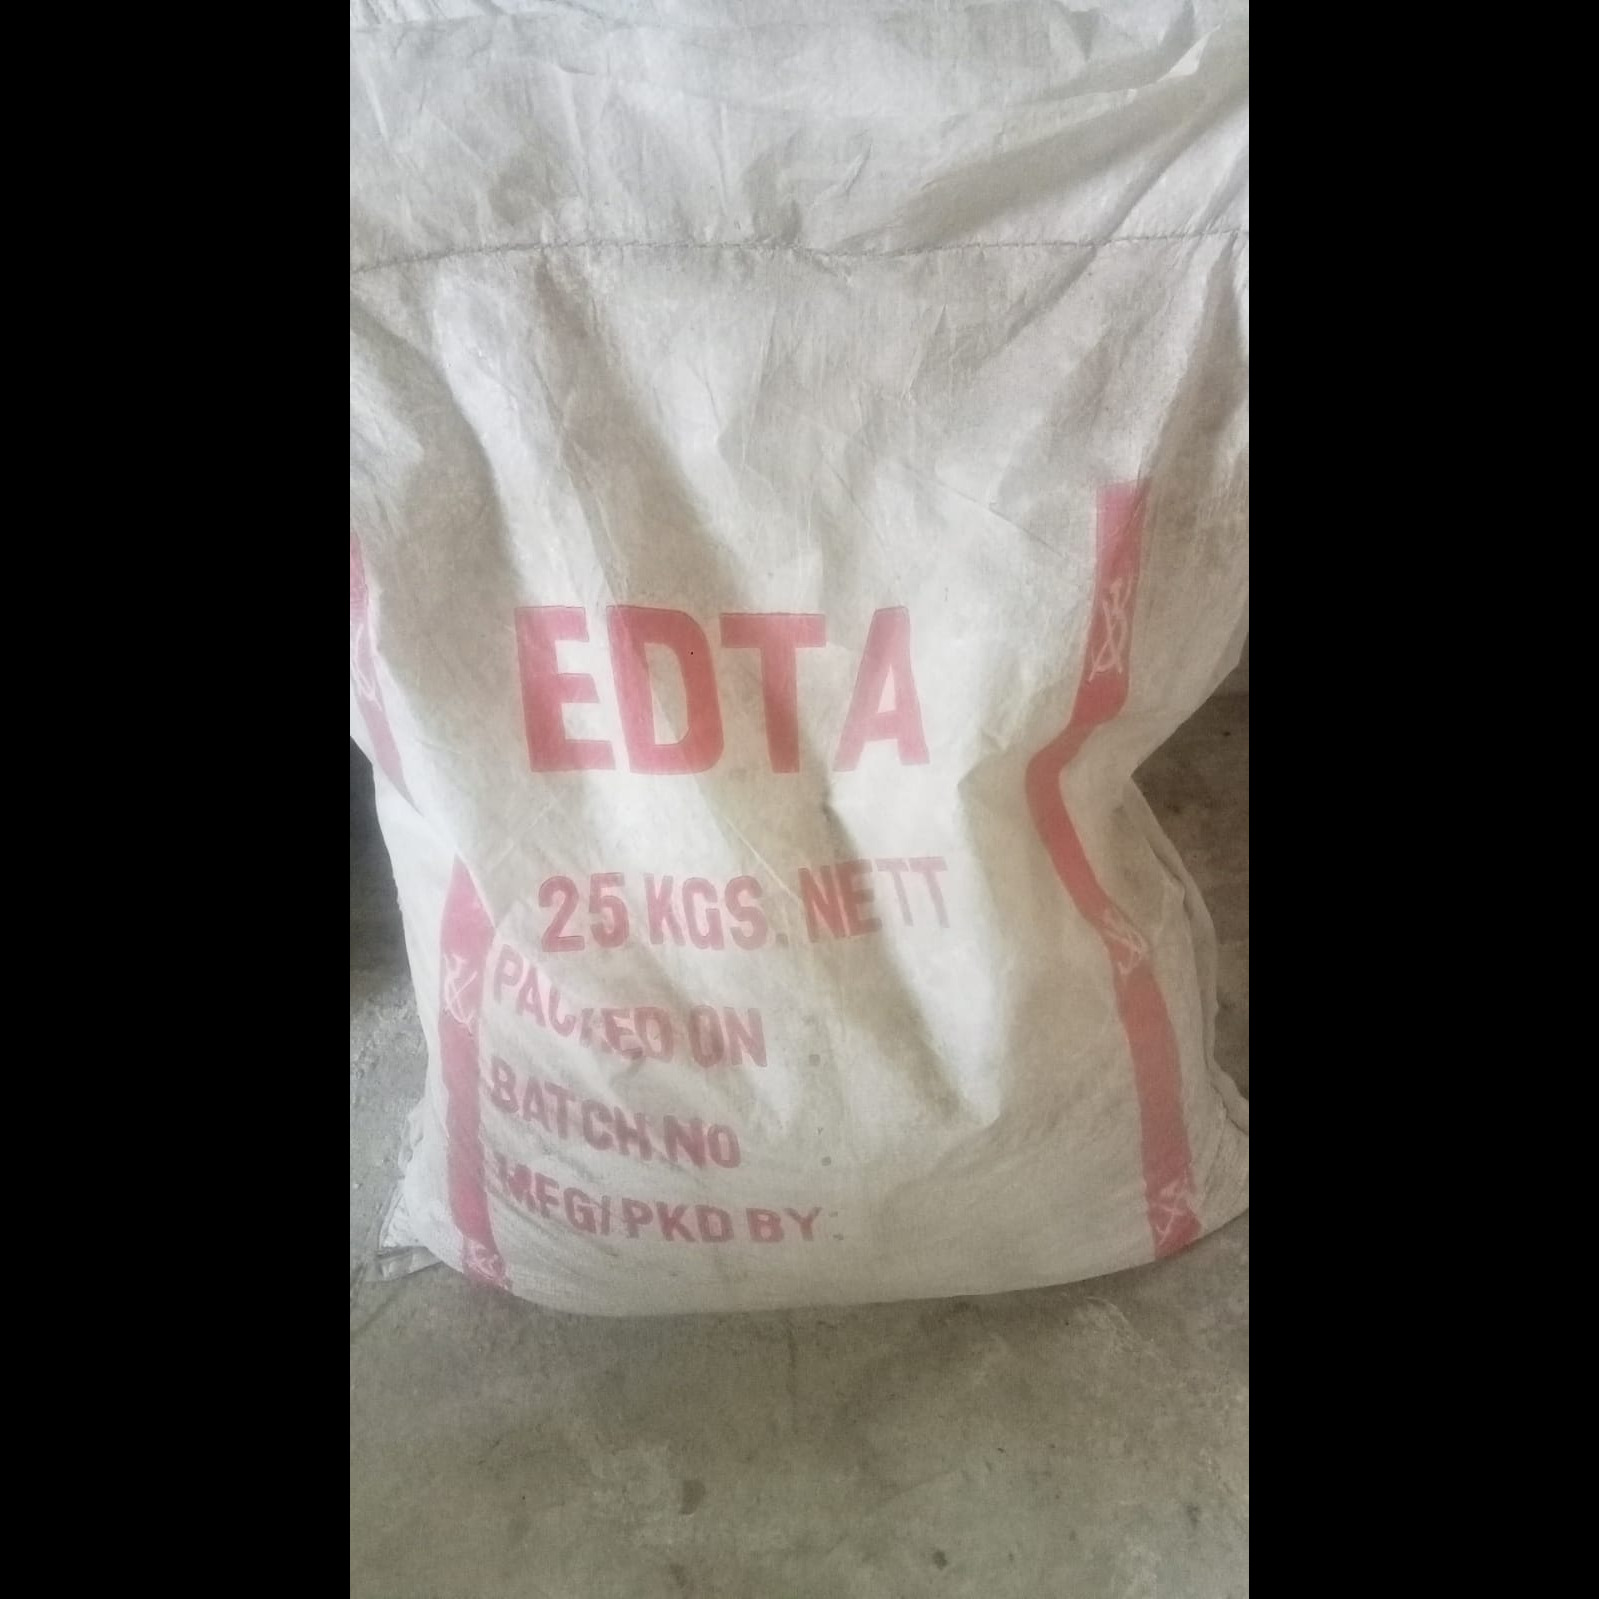 EDTA
25 KGS. NETT
PACKED ON :
BATCH NO :
MFG/PKD BY :